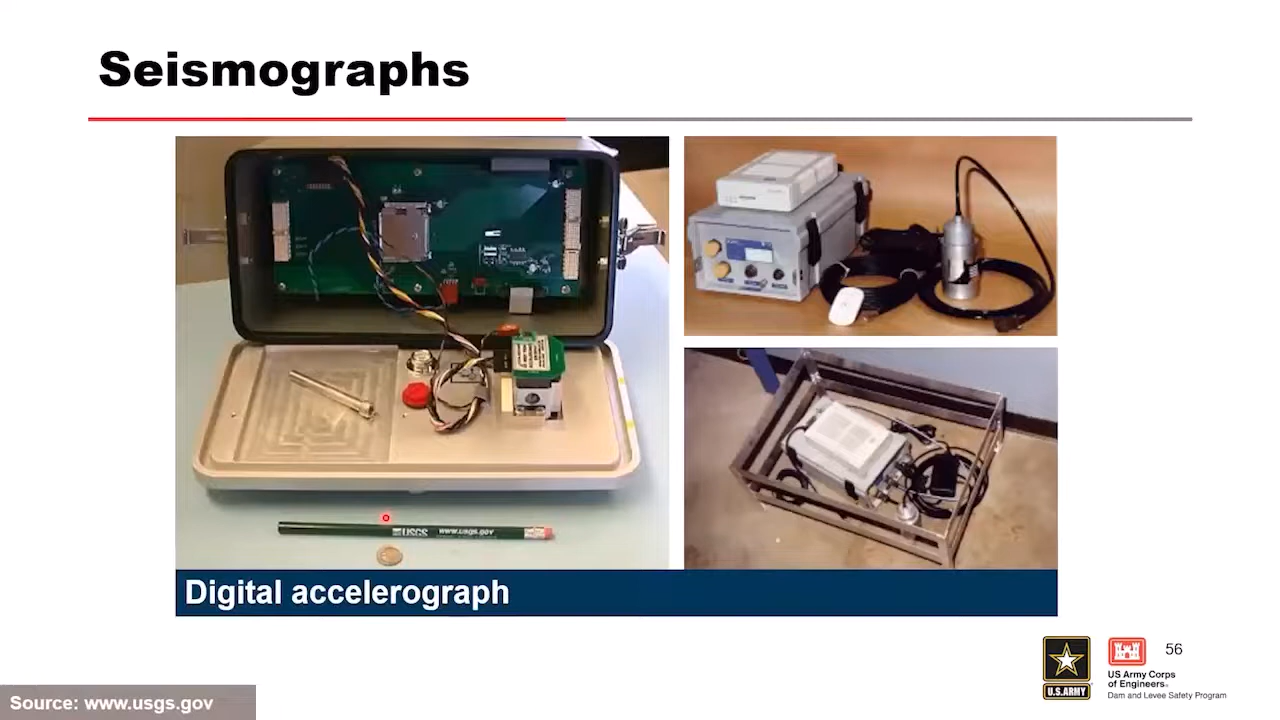 Seismographs
USGS www.usgs.gov
Digital accelerograph
U.S.ARMY
US Army Corps
of Engineers®
Dam and Levee Safety Program
56
Source: www.usgs.gov